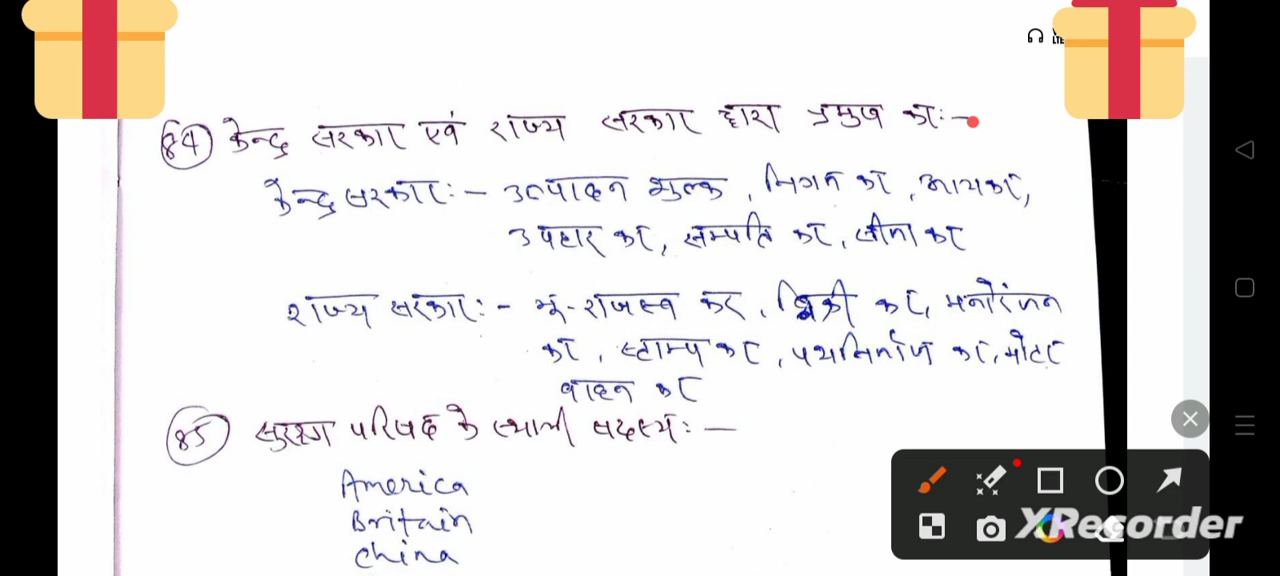 84 केन्द्र सरकार एवं राज्य सरकार द्वारा प्रमुख कर :-
केन्द्र सरकार :- उत्पादन शुल्क, निगम कर, आयकर,
उपहार कर, सम्पति कर, सीमा कर
राज्य सरकार :- भू-राजस्व कर, बिक्री कर, मनोरंजन
कर, स्टाम्प कर, पथनिर्माण कर, मोटर
वाहन कर
85 सुरक्षा परिषद के स्थायी सदस्य :-
America
Britain
China
XRecorder